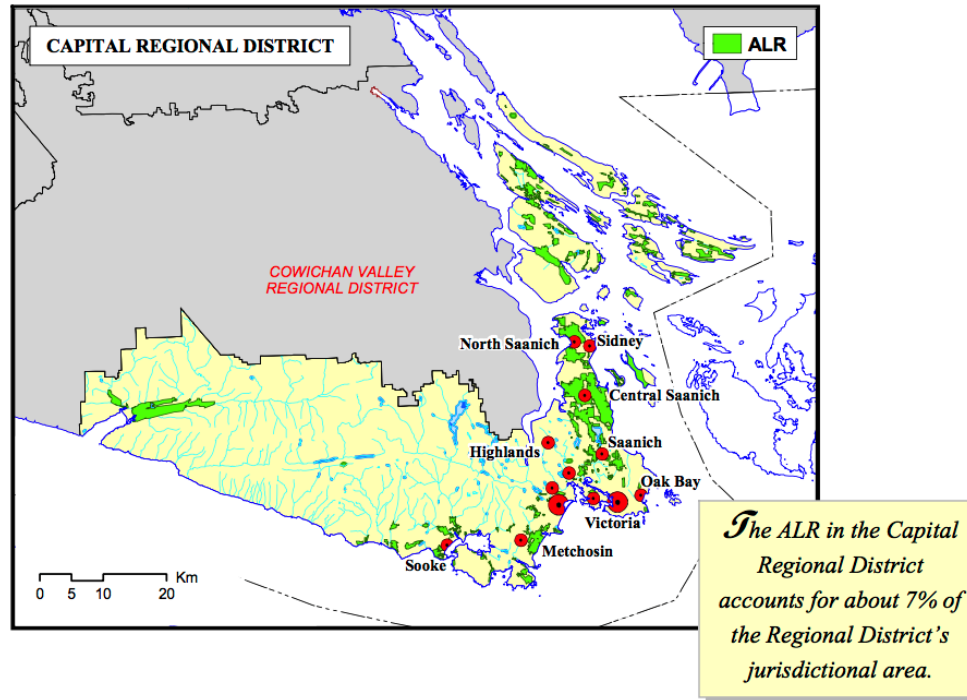 CAPITAL REGIONAL DISTRICT
ALR
COWICHAN VALLEY
REGIONAL DISTRICT
North Saanich
Sidney
Central Saanich
Highlands
Saanich
Oak Bay
Victoria
Metchosin
Sooke
Km
0 5 10 20
The ALR in the Capital
Regional District
accounts for about 7% of
the Regional District's
jurisdictional area.